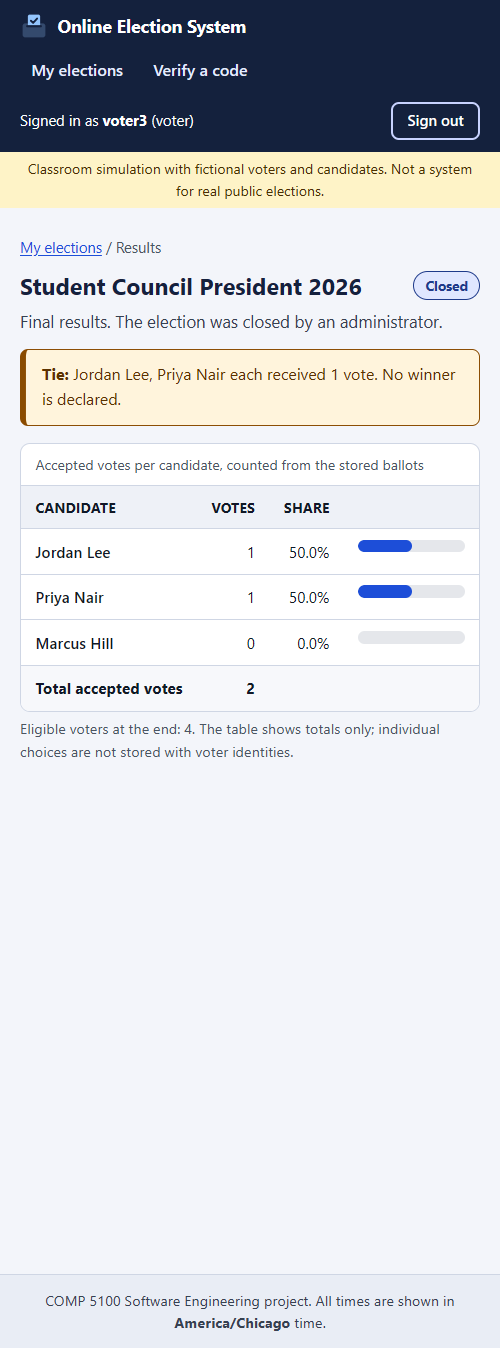 Online Election System
My elections Verify a code
Signed in as voter3 (voter) Sign out
Classroom simulation with fictional voters and candidates. Not a system
for real public elections.
My elections / Results
Student Council President 2026 Closed
Final results. The election was closed by an administrator.
Tie: Jordan Lee, Priya Nair each received 1 vote. No winner
is declared.
Accepted votes per candidate, counted from the stored ballots
CANDIDATE VOTES SHARE
Jordan Lee 1 50.0%
Priya Nair 1 50.0%
Marcus Hill 0 0.0%
Total accepted votes 2
Eligible voters at the end: 4. The table shows totals only; individual
choices are not stored with voter identities.
COMP 5100 Software Engineering project. All times are shown in
America/Chicago time.